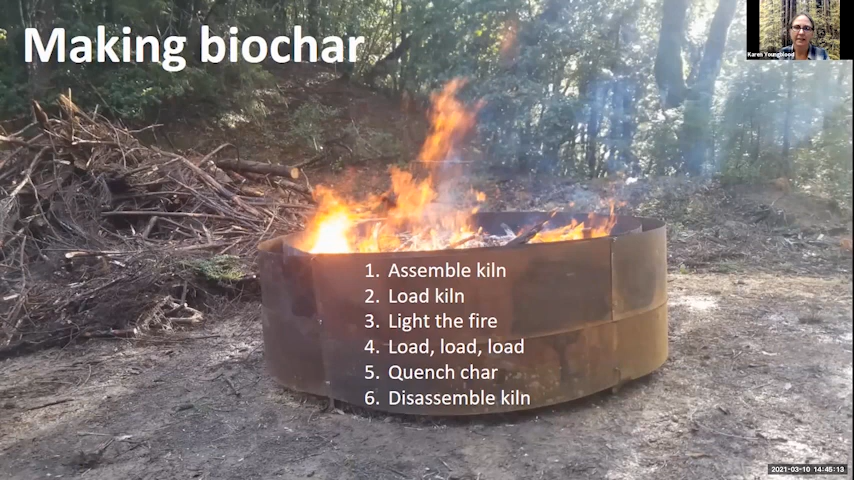 Making biochar
Karen Youngblood
1. Assemble kiln
2. Load kiln
3. Light the fire
4. Load, load, load
5. Quench char
6. Disassemble kiln
2021-03-10 14:45:13